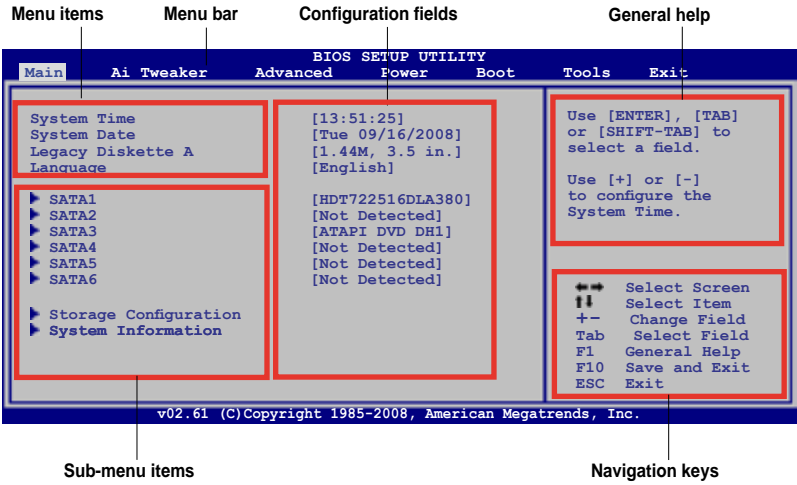 Menu items Menu bar Configuration fields General help
BIOS SETUP UTILITY
Main Ai Tweaker Advanced Power Boot Tools Exit
System Time [13:51:25]
System Date [Tue 09/16/2008]
Legacy Diskette A [1.44M, 3.5 in.]
Language [English]
SATA1 [HDT722516DLA380]
SATA2 [Not Detected]
SATA3 [ATAPI DVD DH1]
SATA4 [Not Detected]
SATA5 [Not Detected]
SATA6 [Not Detected]
Storage Configuration
System Information
Use [ENTER], [TAB]
or [SHIFT-TAB] to
select a field.
Use [+] or [-]
to configure the
System Time.
←→ Select Screen
↑↓ Select Item
+- Change Field
Tab Select Field
F1 General Help
F10 Save and Exit
ESC Exit
v02.61 (C)Copyright 1985-2008, American Megatrends, Inc.
Sub-menu items Navigation keys